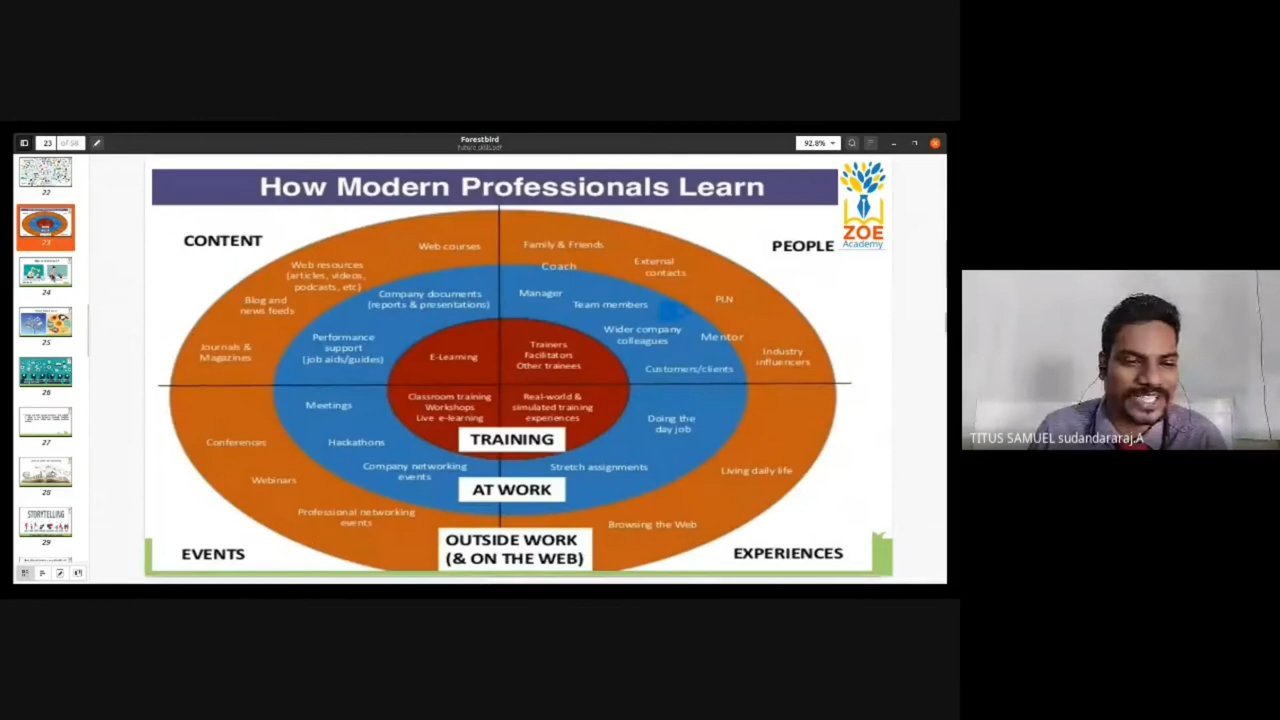 Forestbird
23 of 58
92.8%
22
23
24
25
26
27
28
STORYTELLING
29
How Modern Professionals Learn
ZOE
Academy
CONTENT
PEOPLE
Web courses
Family & Friends
Web resources
(articles, videos,
podcasts, etc)
Coach
External
contacts
Company documents
(reports & presentations)
Manager
Team members
PLN
Blog and
news feeds
Performance
support
(job aids/guides)
Wider company
colleagues
Mentor
Journals &
Magazines
E-Learning
Trainers
Facilitators
Other trainees
Customers/clients
Industry
influencers
Meetings
Classroom training
Workshops
Live e-learning
Real-world &
simulated training
experiences
Doing the
day job
TRAINING
Conferences
Hackathons
Company networking
events
Stretch assignments
Living daily life
Webinars
AT WORK
Professional networking
events
Browsing the Web
OUTSIDE WORK
(& ON THE WEB)
EVENTS
EXPERIENCES
TITUS SAMUEL sudandararaj.A